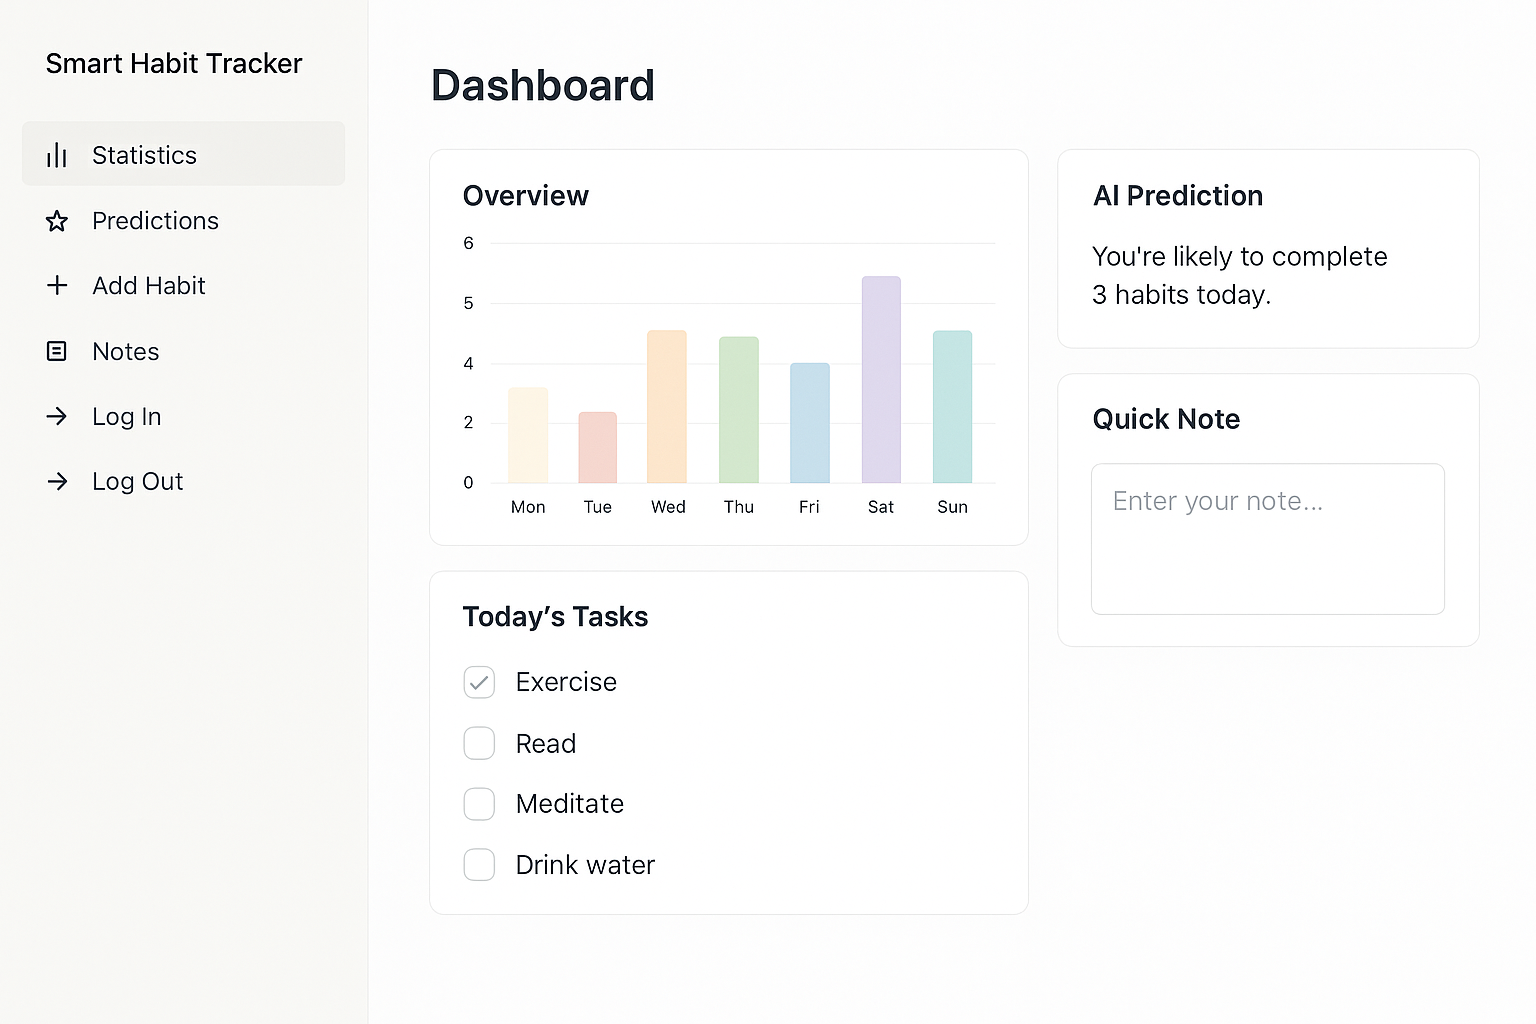 Smart Habit Tracker
Statistics
Predictions
Add Habit
Notes
Log In
Log Out
Dashboard
Overview
6
5
4
2
0
Mon Tue Wed Thu Fri Sat Sun
Today’s Tasks
Exercise
Read
Meditate
Drink water
AI Prediction
You're likely to complete
3 habits today.
Quick Note
Enter your note...